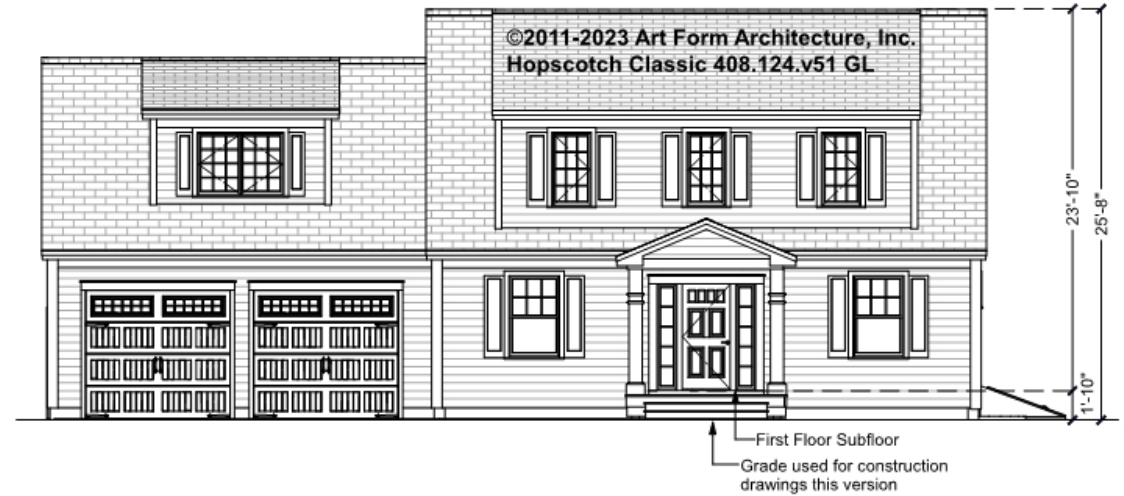 ©2011-2023 Art Form Architecture, Inc.
Hopscotch Classic 408.124.v51 GL
23'-10"
25'-8"
1'-10"
First Floor Subfloor
Grade used for construction
drawings this version